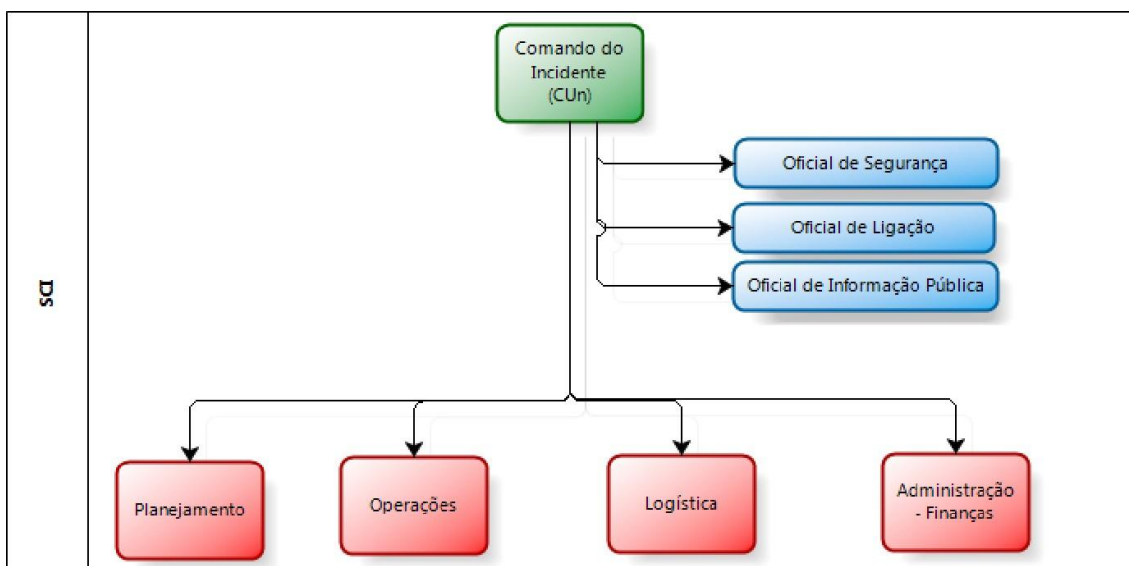 SCI
Comando do
Incidente
(CUn)
Oficial de Segurança
Oficial de Ligação
Oficial de Informação Pública
Planejamento
Operações
Logística
Administração
- Finanças